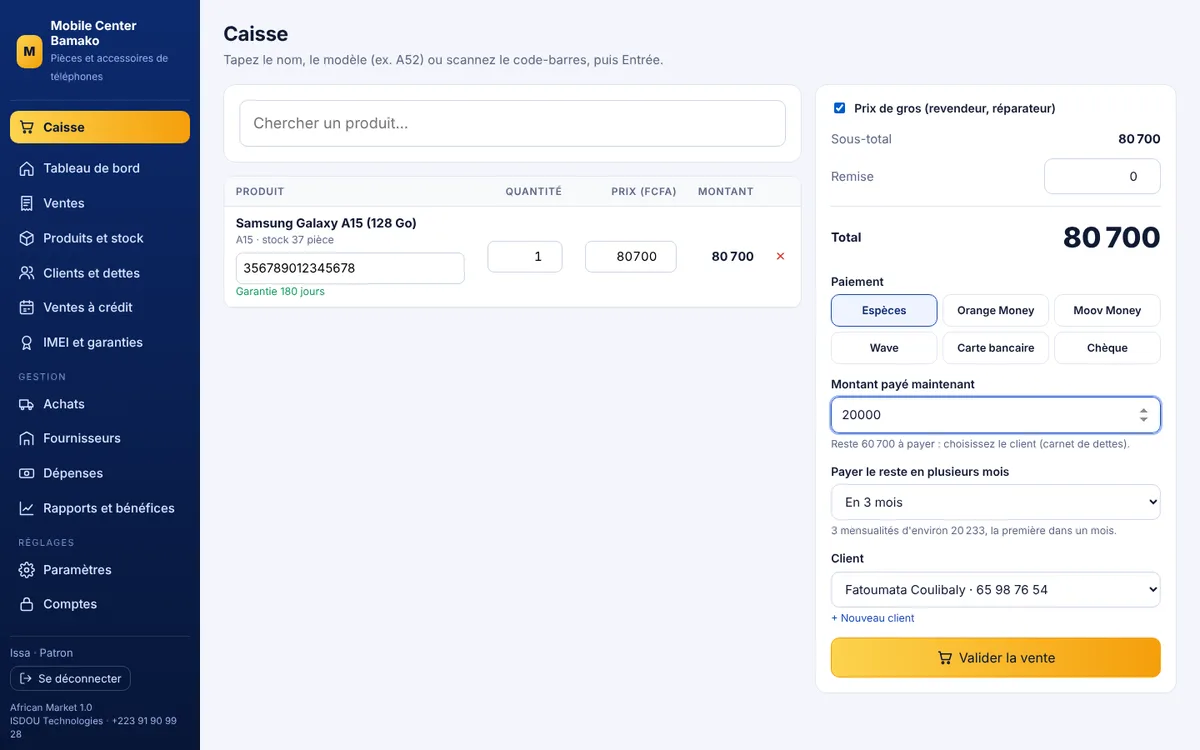 M
Mobile Center
Bamako
Pièces et accessoires de
téléphones
Caisse
Tableau de bord
Ventes
Produits et stock
Clients et dettes
Ventes à crédit
IMEI et garanties
GESTION
Achats
Fournisseurs
Dépenses
Rapports et bénéfices
RÉGLAGES
Paramètres
Comptes
Issa · Patron
Se déconnecter
African Market 1.0
ISDOU Technologies · +223 91 90 99
28
Caisse
Tapez le nom, le modèle (ex. A52) ou scannez le code-barres, puis Entrée.
Chercher un produit...
PRODUIT QUANTITÉ PRIX (FCFA) MONTANT
Samsung Galaxy A15 (128 Go)
A15 · stock 37 pièce
356789012345678
Garantie 180 jours
1 80700 80 700 ×
Prix de gros (revendeur, réparateur)
Sous-total 80 700
Remise 0
Total 80 700
Paiement
Espèces Orange Money Moov Money
Wave Carte bancaire Chèque
Montant payé maintenant
20000
Reste 60 700 à payer : choisissez le client (carnet de dettes).
Payer le reste en plusieurs mois
En 3 mois
3 mensualités d'environ 20 233, la première dans un mois.
Client
Fatoumata Coulibaly · 65 98 76 54
+ Nouveau client
Valider la vente